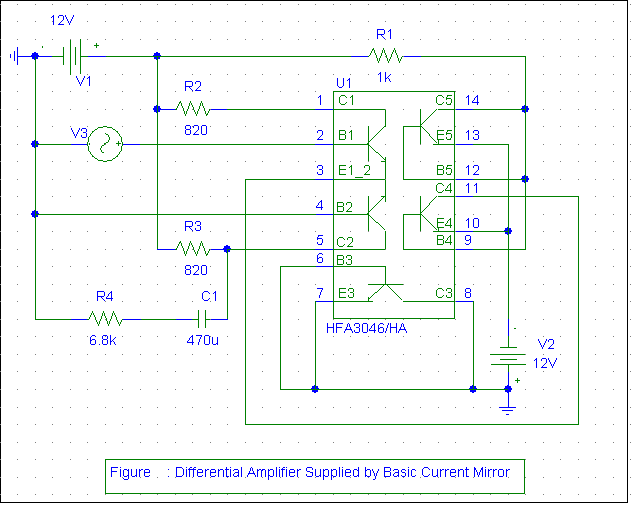 12V
+
V1
R1
1k
U1
R2
820
1 C1 C5 14
V3
+
2 B1 E5 13
3 E1_2 B5 12
C4 11
4 B2 E4 10
R3
820
5 C2 B4 9
6 B3
R4
6.8k
C1
470u
7 E3 C3 8
HFA3046/HA
V2
12V
+
Figure : Differential Amplifier Supplied by Basic Current Mirror